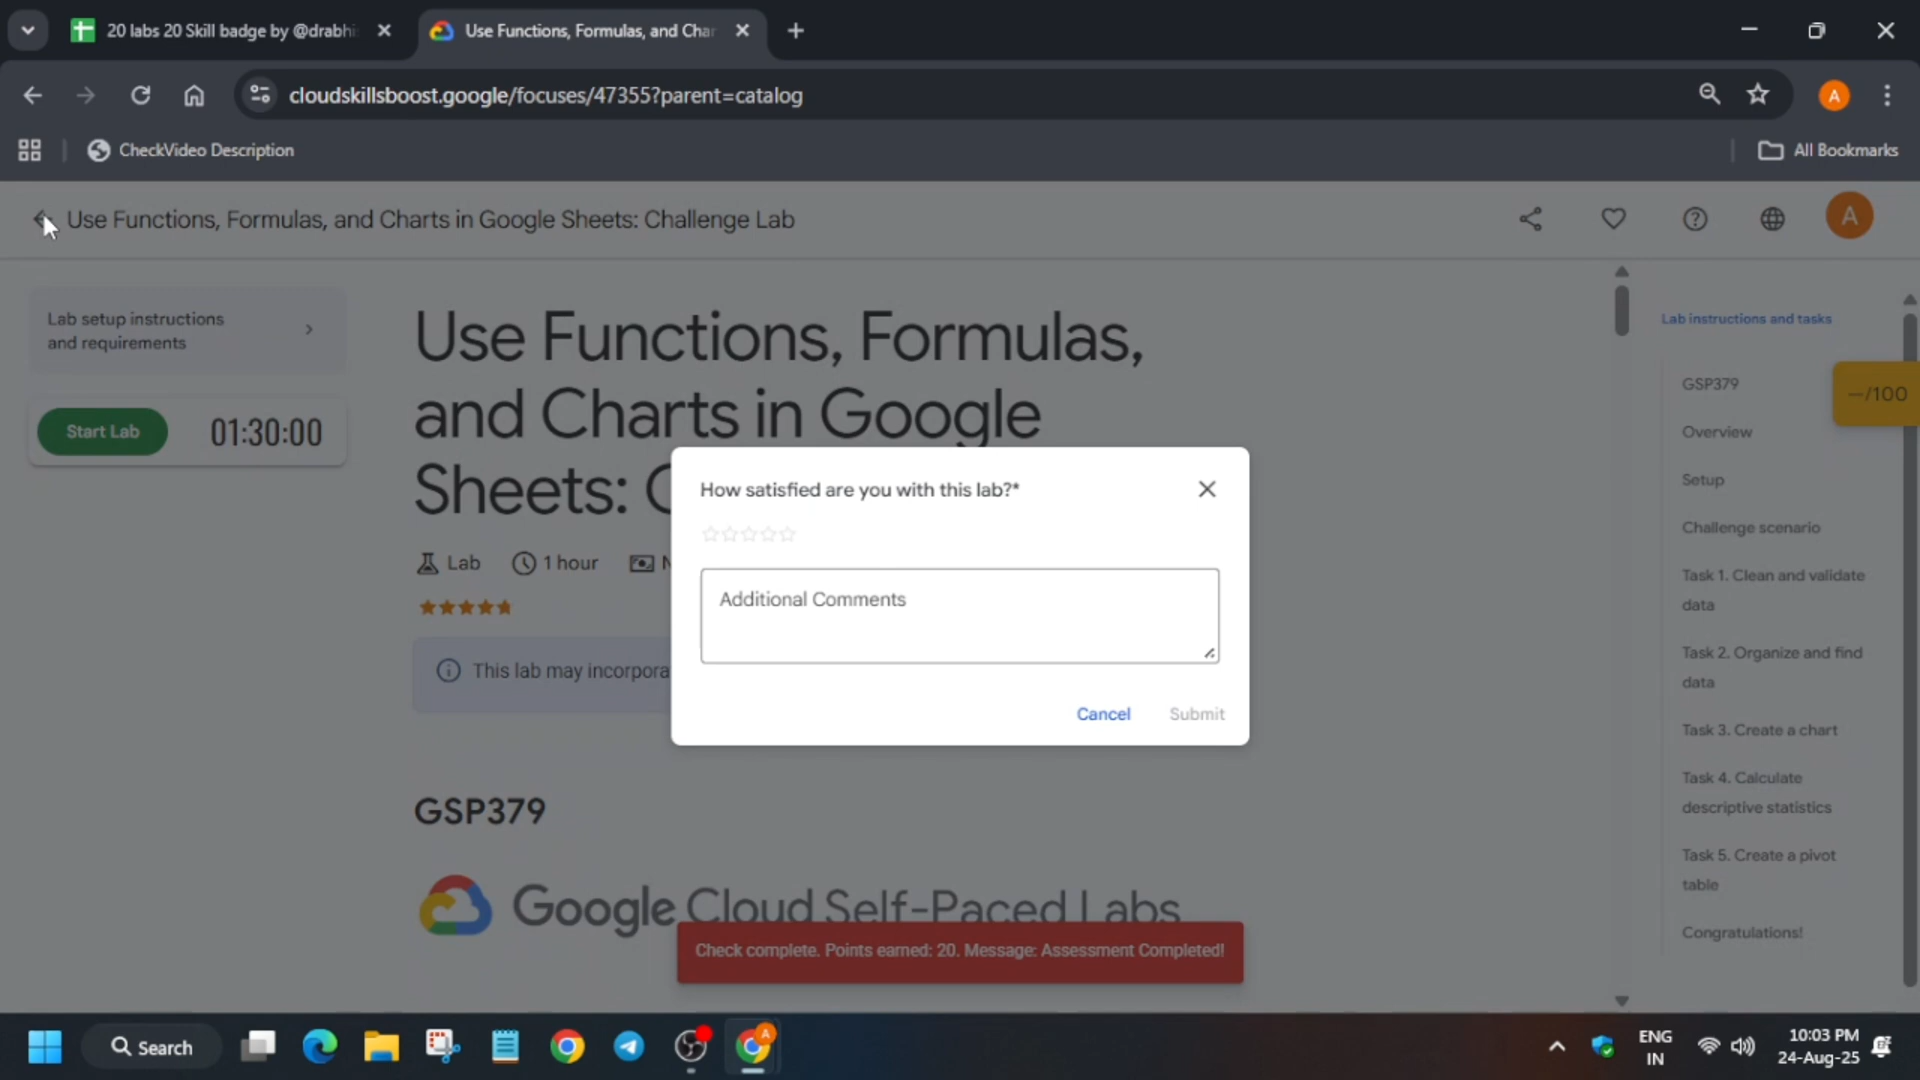 20 labs 20 Skill badge by @drabhi
Use Functions, Formulas, and Char
cloudskillsboost.google/focuses/47355?parent=catalog
A
CheckVideo Description
All Bookmarks
Use Functions, Formulas, and Charts in Google Sheets: Challenge Lab
A
Lab setup instructions
and requirements
Start Lab
01:30:00
Use Functions, Formulas,
and Charts in Google
Sheets: C
Lab
1 hour
This lab may incorpora
GSP379
Google Cloud Self-Paced Labs
How satisfied are you with this lab?*
Additional Comments
Cancel
Submit
Check complete. Points earned: 20. Message: Assessment Completed!
Lab instructions and tasks
GSP379
—/100
Overview
Setup
Challenge scenario
Task 1. Clean and validate
data
Task 2. Organize and find
data
Task 3. Create a chart
Task 4. Calculate
descriptive statistics
Task 5. Create a pivot
table
Congratulations!
Search
A
ENG
IN
10:03 PM
24-Aug-25